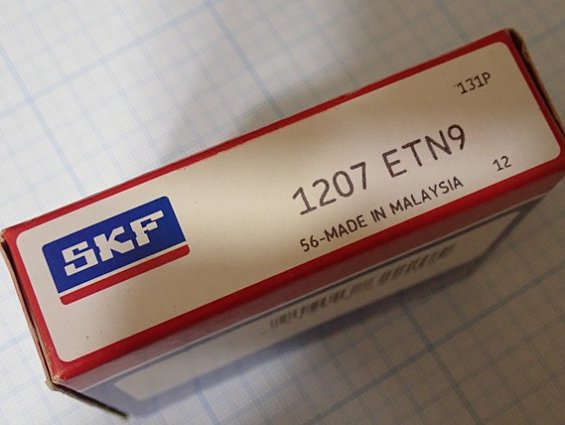 131P
SKF
1207 ETN9
56-MADE IN MALAYSIA
12